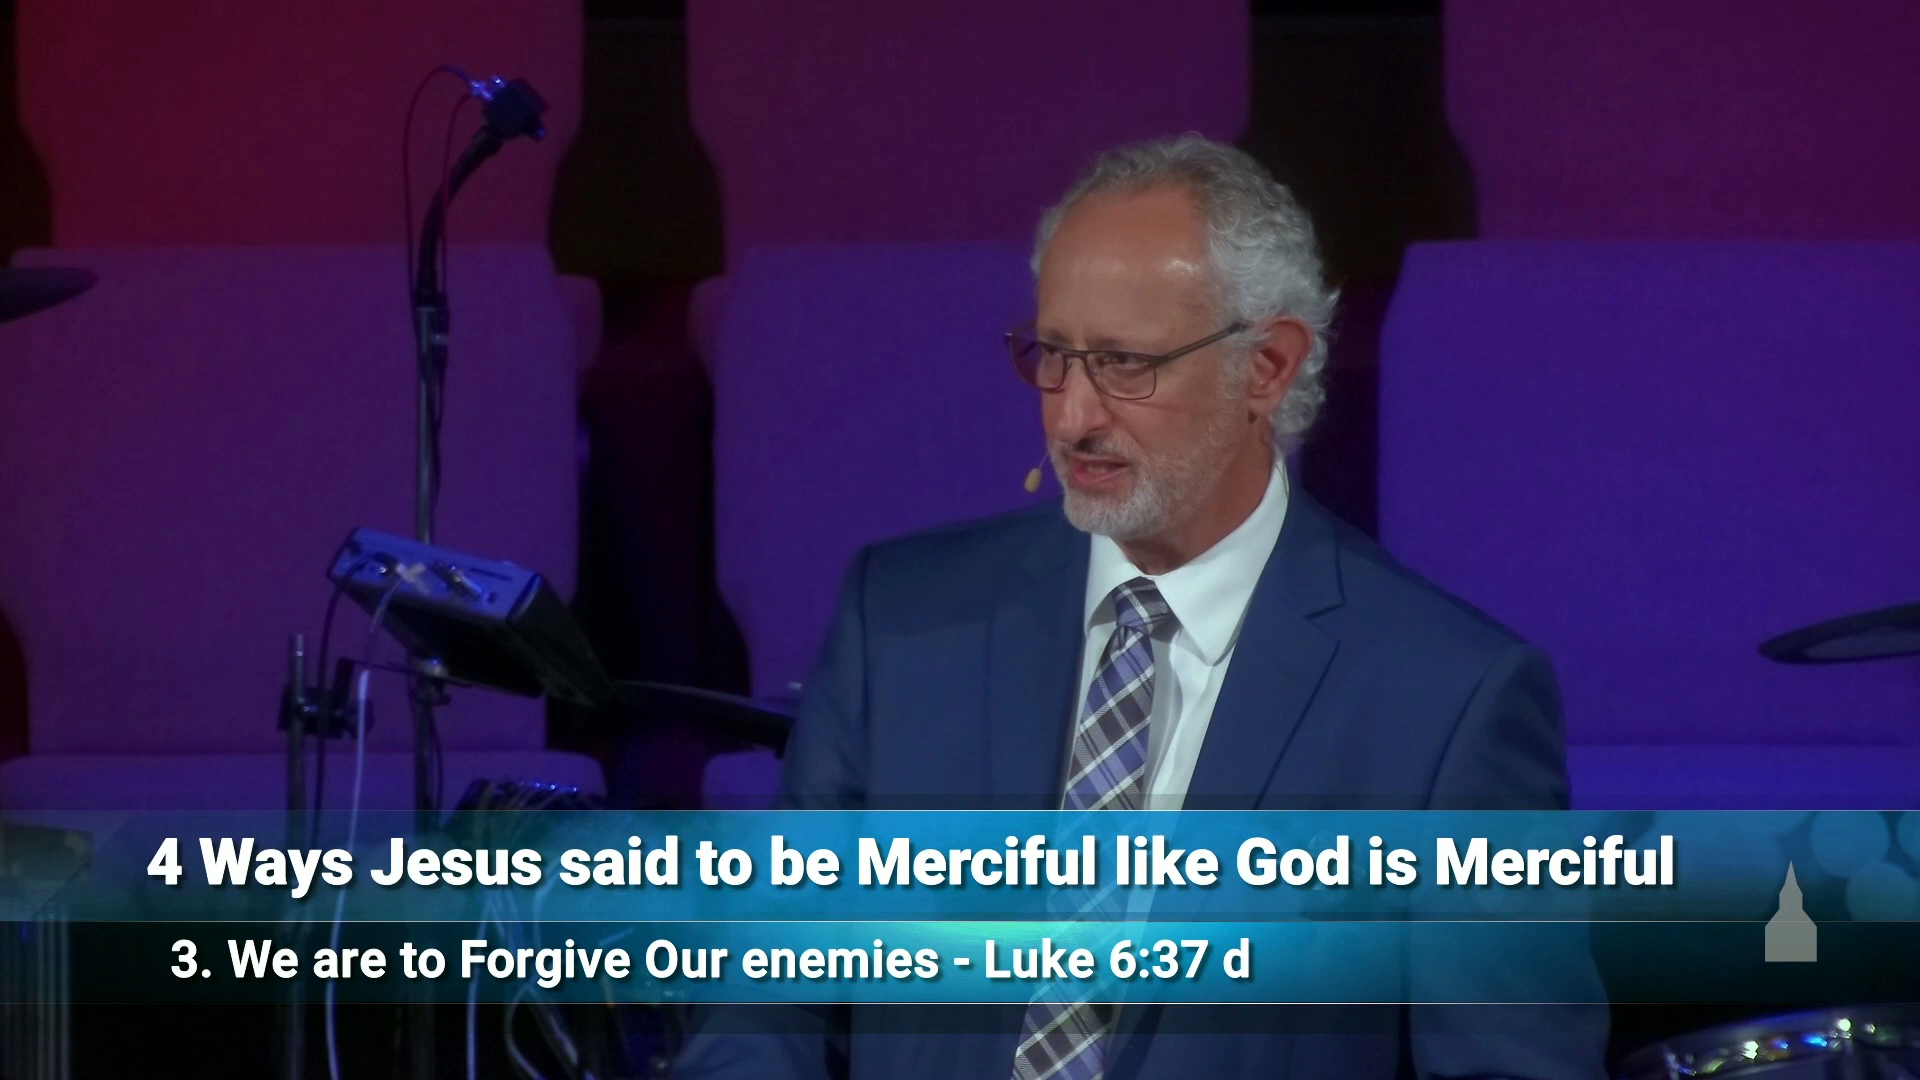 4 Ways Jesus said to be Merciful like God is Merciful
3. We are to Forgive Our enemies - Luke 6:37 d